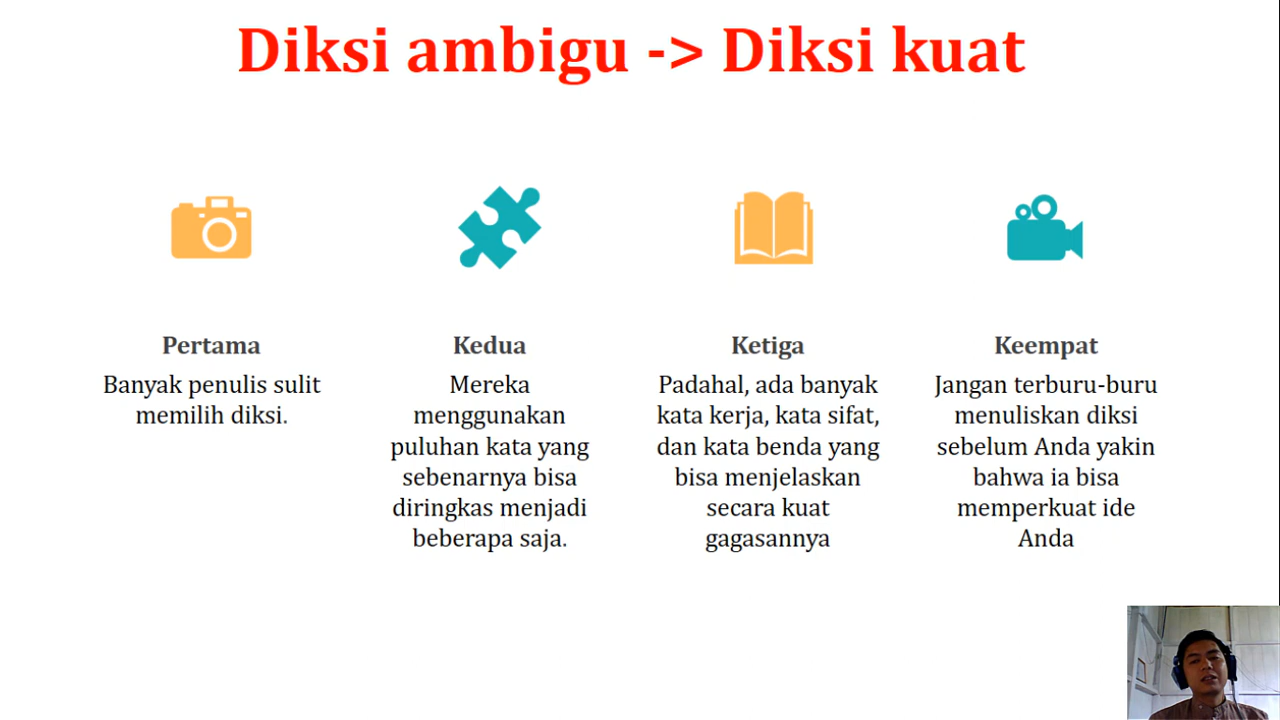 Diksi ambigu -> Diksi kuat
Pertama
Banyak penulis sulit
memilih diksi.
Kedua
Mereka
menggunakan
puluhan kata yang
sebenarnya bisa
diringkas menjadi
beberapa saja.
Ketiga
Padahal, ada banyak
kata kerja, kata sifat,
dan kata benda yang
bisa menjelaskan
secara kuat
gagasannya
Keempat
Jangan terburu-buru
menuliskan diksi
sebelum Anda yakin
bahwa ia bisa
memperkuat ide
Anda